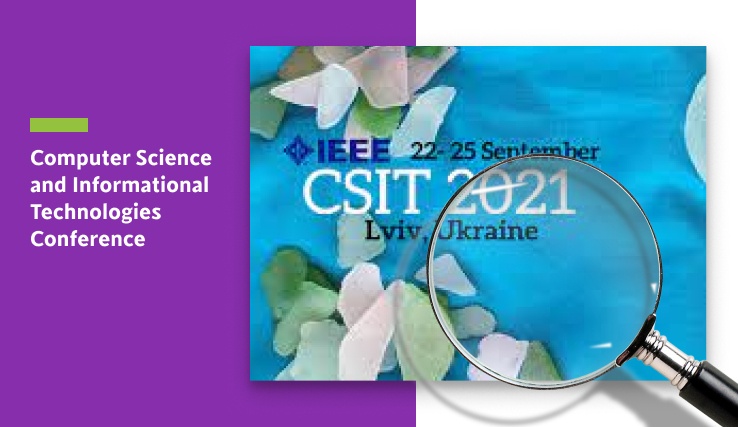 Computer Science
and Informational
Technologies
Conference
IEEE 22- 25 September
CSIT 2021
Lviv, Ukraine